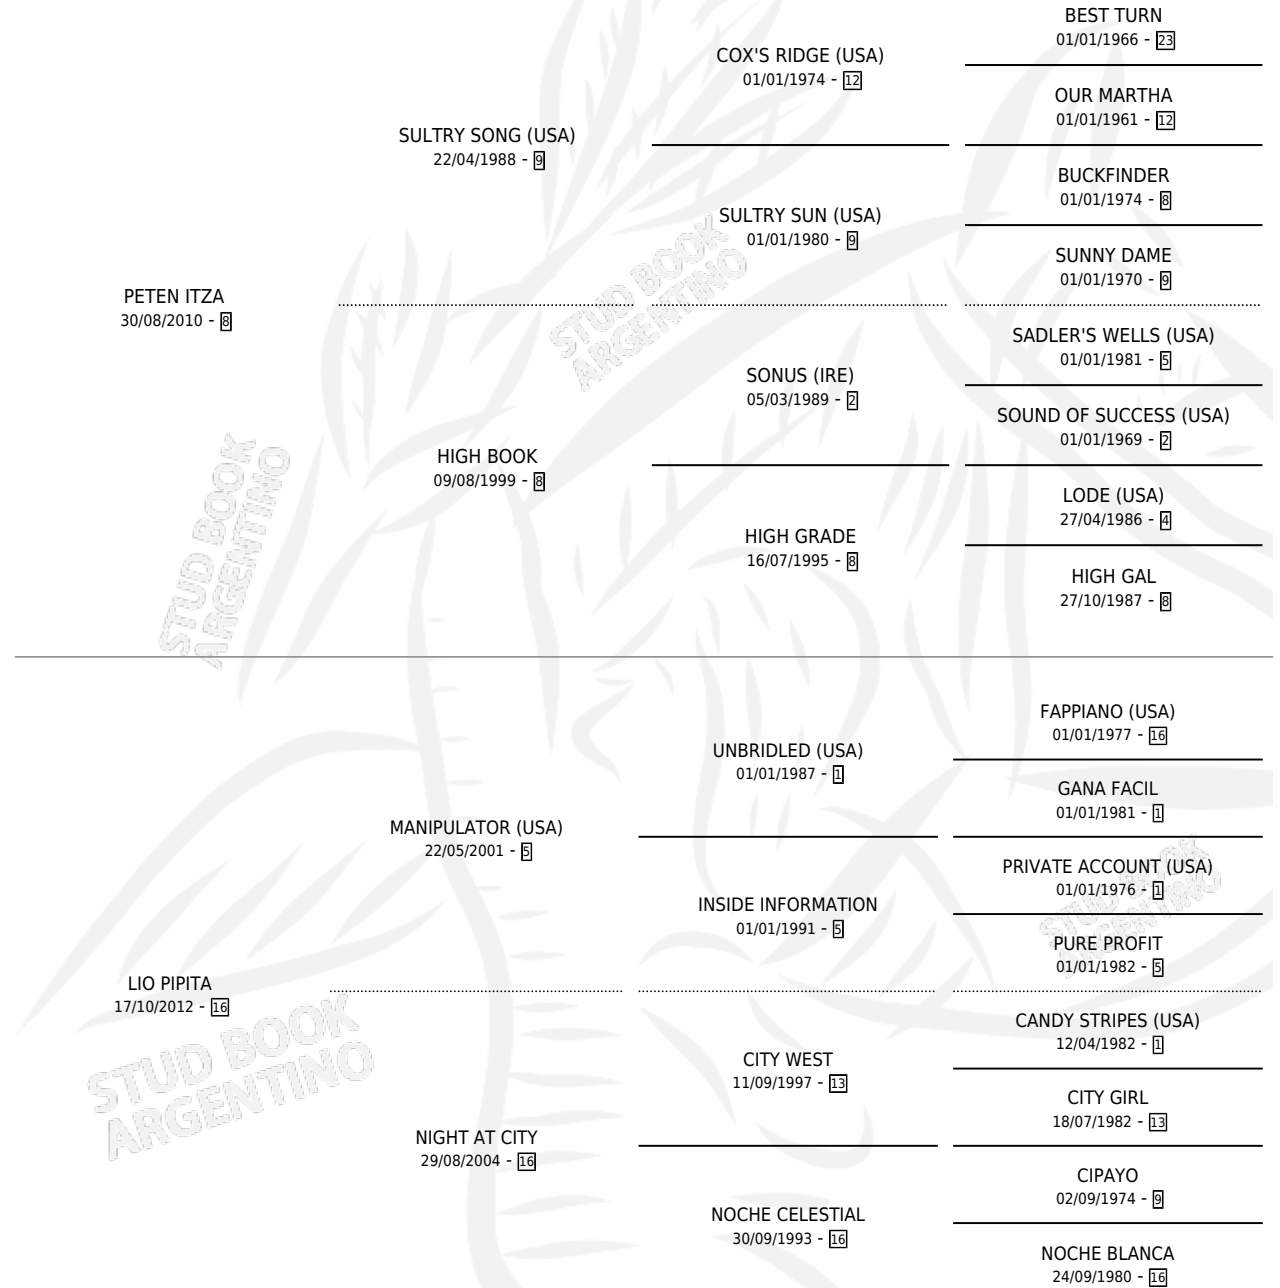 BEST TURN
01/01/1966 - 23
COX'S RIDGE (USA)
01/01/1974 - 12
OUR MARTHA
01/01/1961 - 12
SULTRY SONG (USA)
22/04/1988 - 9
BUCKFINDER
01/01/1974 - 8
SULTRY SUN (USA)
01/01/1980 - 9
SUNNY DAME
01/01/1970 - 9
PETEN ITZA
30/08/2010 - 8
STUD BOOK
ARGENTINO
SADLER'S WELLS (USA)
01/01/1981 - 5
SONUS (IRE)
05/03/1989 - 2
SOUND OF SUCCESS (USA)
01/01/1969 - 2
HIGH BOOK
09/08/1999 - 8
LODE (USA)
27/04/1986 - 4
HIGH GRADE
16/07/1995 - 8
HIGH GAL
27/10/1987 - 8
STUD BOOK
ARGENTINO
FAPPIANO (USA)
01/01/1977 - 16
UNBRIDLED (USA)
01/01/1987 - 1
GANA FACIL
01/01/1981 - 1
MANIPULATOR (USA)
22/05/2001 - 5
PRIVATE ACCOUNT (USA)
01/01/1976 - 1
INSIDE INFORMATION
01/01/1991 - 5
PURE PROFIT
01/01/1982 - 5
STUD BOOK
ARGENTINO
LIO PIPITA
17/10/2012 - 16
CANDY STRIPES (USA)
12/04/1982 - 1
CITY WEST
11/09/1997 - 13
CITY GIRL
18/07/1982 - 13
STUD BOOK
ARGENTINO
NIGHT AT CITY
29/08/2004 - 16
CIPAYO
02/09/1974 - 9
NOCHE CELESTIAL
30/09/1993 - 16
NOCHE BLANCA
24/09/1980 - 16